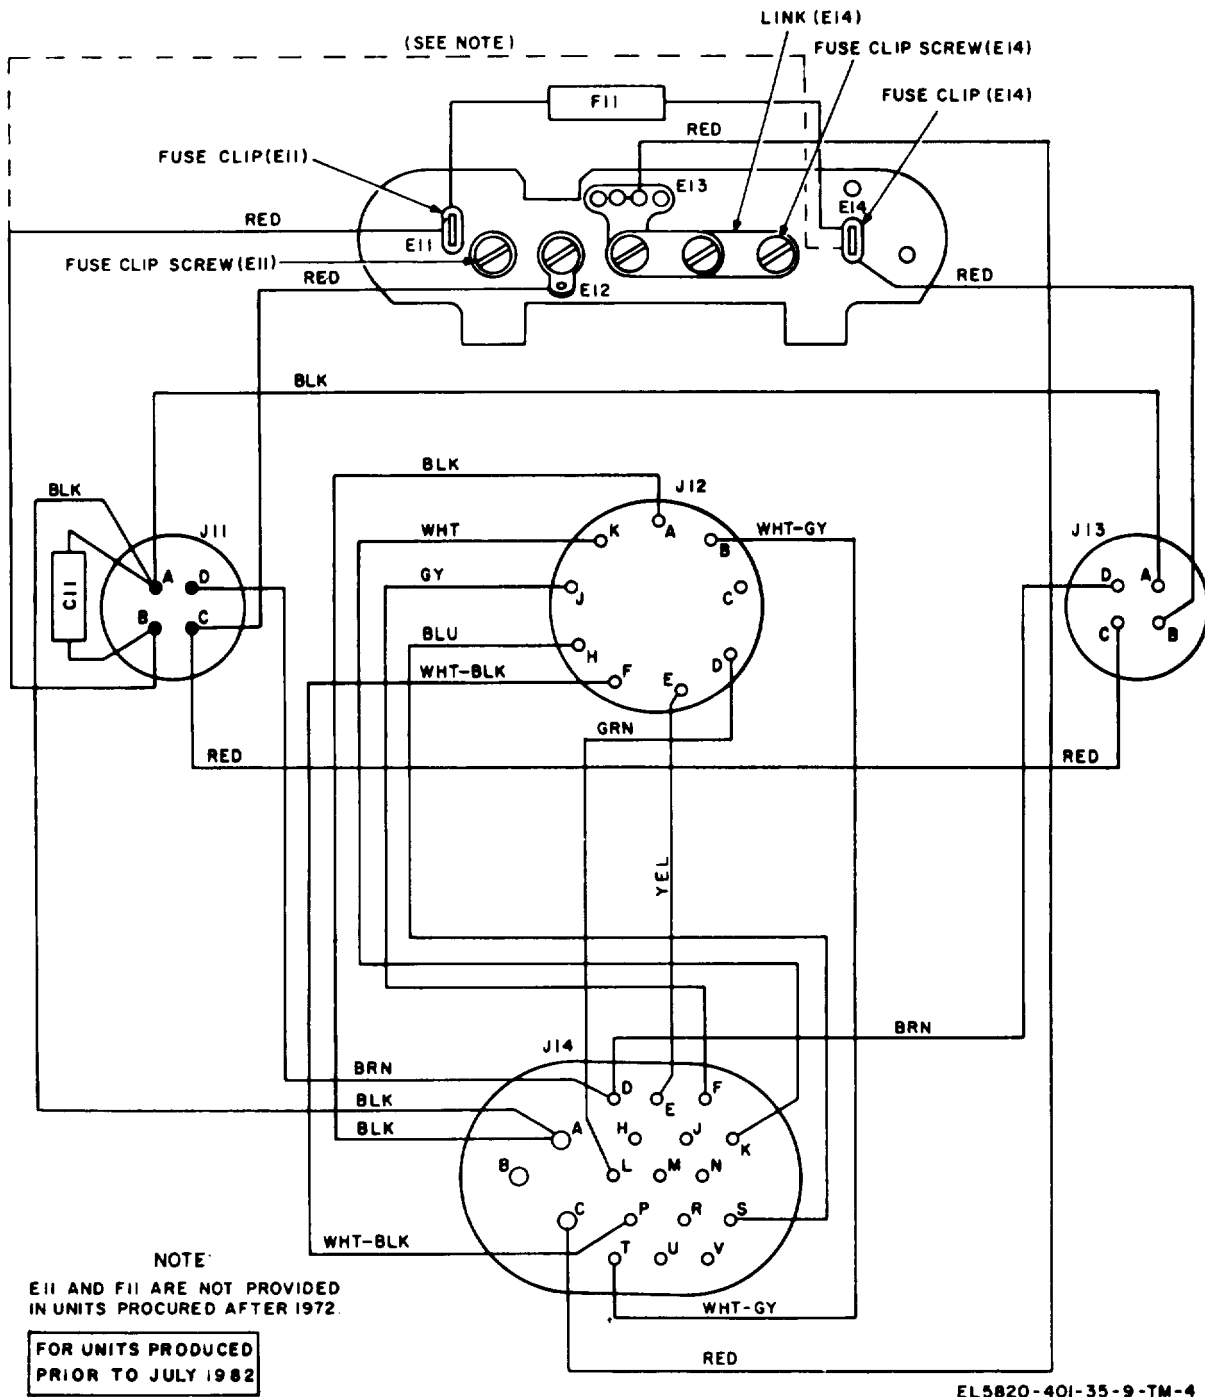 LINK (E14)
(SEE NOTE)
FUSE CLIP SCREW (E14)
F11
FUSE CLIP (E14)
RED
FUSE CLIP (E11)
E13
E14
RED
E11
FUSE CLIP SCREW (E11)
RED
RED
E12
BLK
BLK
BLK
J12
J11
WHT
K
A
WHT-GY
B
J13
C11
A
D
GY
J
C
D
A
B
C
BLU
H
D
C
B
WHT-BLK
F
E
GRN
RED
RED
YEL
BRN
J14
BRN
D
E
F
BLK
BLK
A
H
J
K
B
L
M
N
C
P
R
S
WHT-BLK
T
U
V
NOTE
E11 AND F11 ARE NOT PROVIDED
IN UNITS PROCURED AFTER 1972.
WHT-GY
FOR UNITS PRODUCED
PRIOR TO JULY 1982
RED
EL5820-401-35-9-TM-4